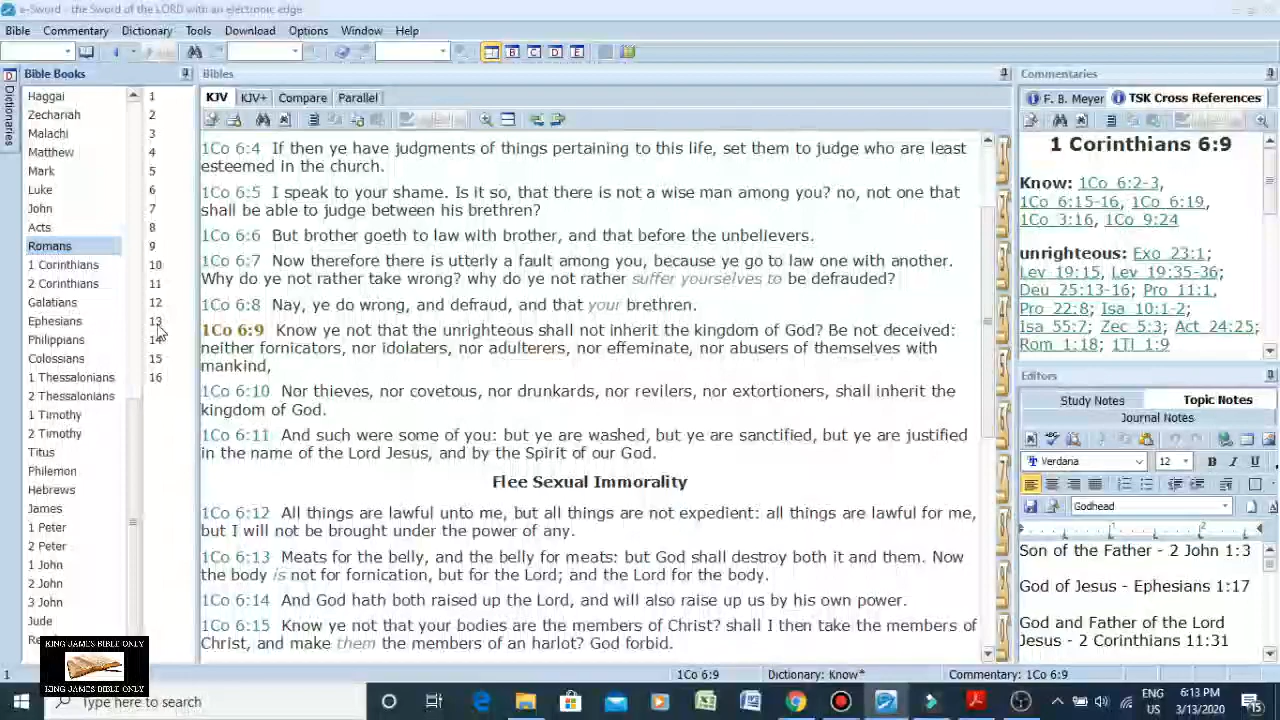 e-Sword - the Sword of the LORD with an electronic edge
Bible Commentary Dictionary Tools Download Options Window Help
B C D E
D Dictionaries
Bible Books
Haggai
Zechariah
Malachi
Matthew
Mark
Luke
John
Acts
Romans
1 Corinthians
2 Corinthians
Galatians
Ephesians
Philippians
Colossians
1 Thessalonians
2 Thessalonians
1 Timothy
2 Timothy
Titus
Philemon
Hebrews
James
1 Peter
2 Peter
1 John
2 John
3 John
Jude
Re
1
2
3
4
5
6
7
8
9
10
11
12
13
14
15
16
Bibles
KJV KJV+ Compare Parallel
1Co 6:4 If then ye have judgments of things pertaining to this life, set them to judge who are least
esteemed in the church.
1Co 6:5 I speak to your shame. Is it so, that there is not a wise man among you? no, not one that
shall be able to judge between his brethren?
1Co 6:6 But brother goeth to law with brother, and that before the unbelievers.
1Co 6:7 Now therefore there is utterly a fault among you, because ye go to law one with another.
Why do ye not rather take wrong? why do ye not rather suffer yourselves to be defrauded?
1Co 6:8 Nay, ye do wrong, and defraud, and that your brethren.
1Co 6:9 Know ye not that the unrighteous shall not inherit the kingdom of God? Be not deceived:
neither fornicators, nor idolaters, nor adulterers, nor effeminate, nor abusers of themselves with
mankind,
1Co 6:10 Nor thieves, nor covetous, nor drunkards, nor revilers, nor extortioners, shall inherit the
kingdom of God.
1Co 6:11 And such were some of you: but ye are washed, but ye are sanctified, but ye are justified
in the name of the Lord Jesus, and by the Spirit of our God.
Flee Sexual Immorality
1Co 6:12 All things are lawful unto me, but all things are not expedient: all things are lawful for me,
but I will not be brought under the power of any.
1Co 6:13 Meats for the belly, and the belly for meats: but God shall destroy both it and them. Now
the body is not for fornication, but for the Lord; and the Lord for the body.
1Co 6:14 And God hath both raised up the Lord, and will also raise up us by his own power.
1Co 6:15 Know ye not that your bodies are the members of Christ? shall I then take the members of
Christ, and make them the members of an harlot? God forbid.
Commentaries
F. B. Meyer TSK Cross References
1 Corinthians 6:9
Know: 1Co 6:2-3,
1Co 6:15-16, 1Co 6:19,
1Co 3:16, 1Co 9:24
unrighteous: Exo 23:1;
Lev 19:15, Lev 19:35-36;
Deu 25:13-16; Pro 11:1,
Pro 22:8; Isa 10:1-2;
Isa 55:7; Zec 5:3; Act 24:25;
Rom 1:18; 1Ti 1:9
Editors
Study Notes Topic Notes
Journal Notes
Verdana 12 B I U
Godhead
1 2
Son of the Father - 2 John 1:3
God of Jesus - Ephesians 1:17
God and Father of the Lord
Jesus - 2 Corinthians 11:31
1 1Co 6:9 Dictionary: Know* Commentary: 1Co 6:9
KING JAMES BIBLE ONLY
KING JAMES BIBLE ONLY
Type here to search
ENG
US
6:13 PM
3/13/2020
15